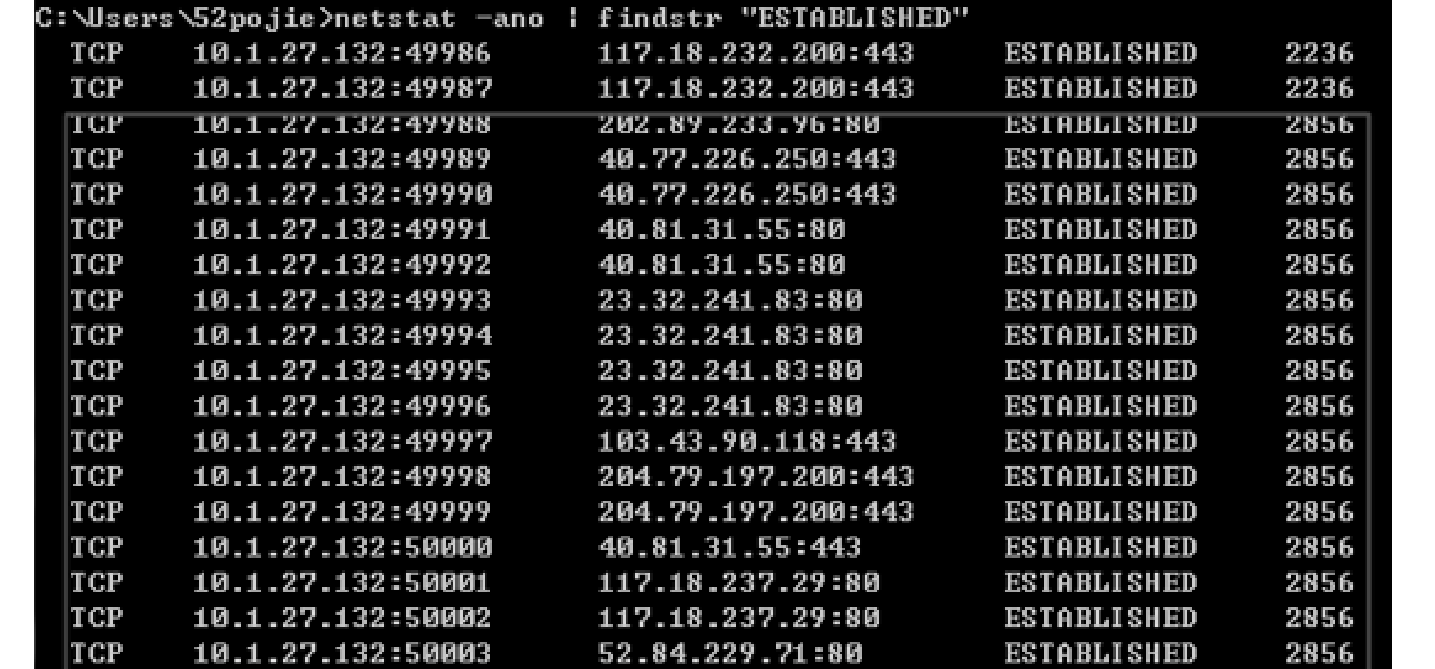 C:\Users\52pojie>netstat -ano | findstr "ESTABLISHED"
TCP 10.1.27.132:49986 117.18.232.200:443 ESTABLISHED 2236
TCP 10.1.27.132:49987 117.18.232.200:443 ESTABLISHED 2236
TCP 10.1.27.132:49988 202.89.233.96:80 ESTABLISHED 2856
TCP 10.1.27.132:49989 40.77.226.250:443 ESTABLISHED 2856
TCP 10.1.27.132:49990 40.77.226.250:443 ESTABLISHED 2856
TCP 10.1.27.132:49991 40.81.31.55:80 ESTABLISHED 2856
TCP 10.1.27.132:49992 40.81.31.55:80 ESTABLISHED 2856
TCP 10.1.27.132:49993 23.32.241.83:80 ESTABLISHED 2856
TCP 10.1.27.132:49994 23.32.241.83:80 ESTABLISHED 2856
TCP 10.1.27.132:49995 23.32.241.83:80 ESTABLISHED 2856
TCP 10.1.27.132:49996 23.32.241.83:80 ESTABLISHED 2856
TCP 10.1.27.132:49997 103.43.90.118:443 ESTABLISHED 2856
TCP 10.1.27.132:49998 204.79.197.200:443 ESTABLISHED 2856
TCP 10.1.27.132:49999 204.79.197.200:443 ESTABLISHED 2856
TCP 10.1.27.132:50000 40.81.31.55:443 ESTABLISHED 2856
TCP 10.1.27.132:50001 117.18.237.29:80 ESTABLISHED 2856
TCP 10.1.27.132:50002 117.18.237.29:80 ESTABLISHED 2856
TCP 10.1.27.132:50003 52.84.229.71:80 ESTABLISHED 2856